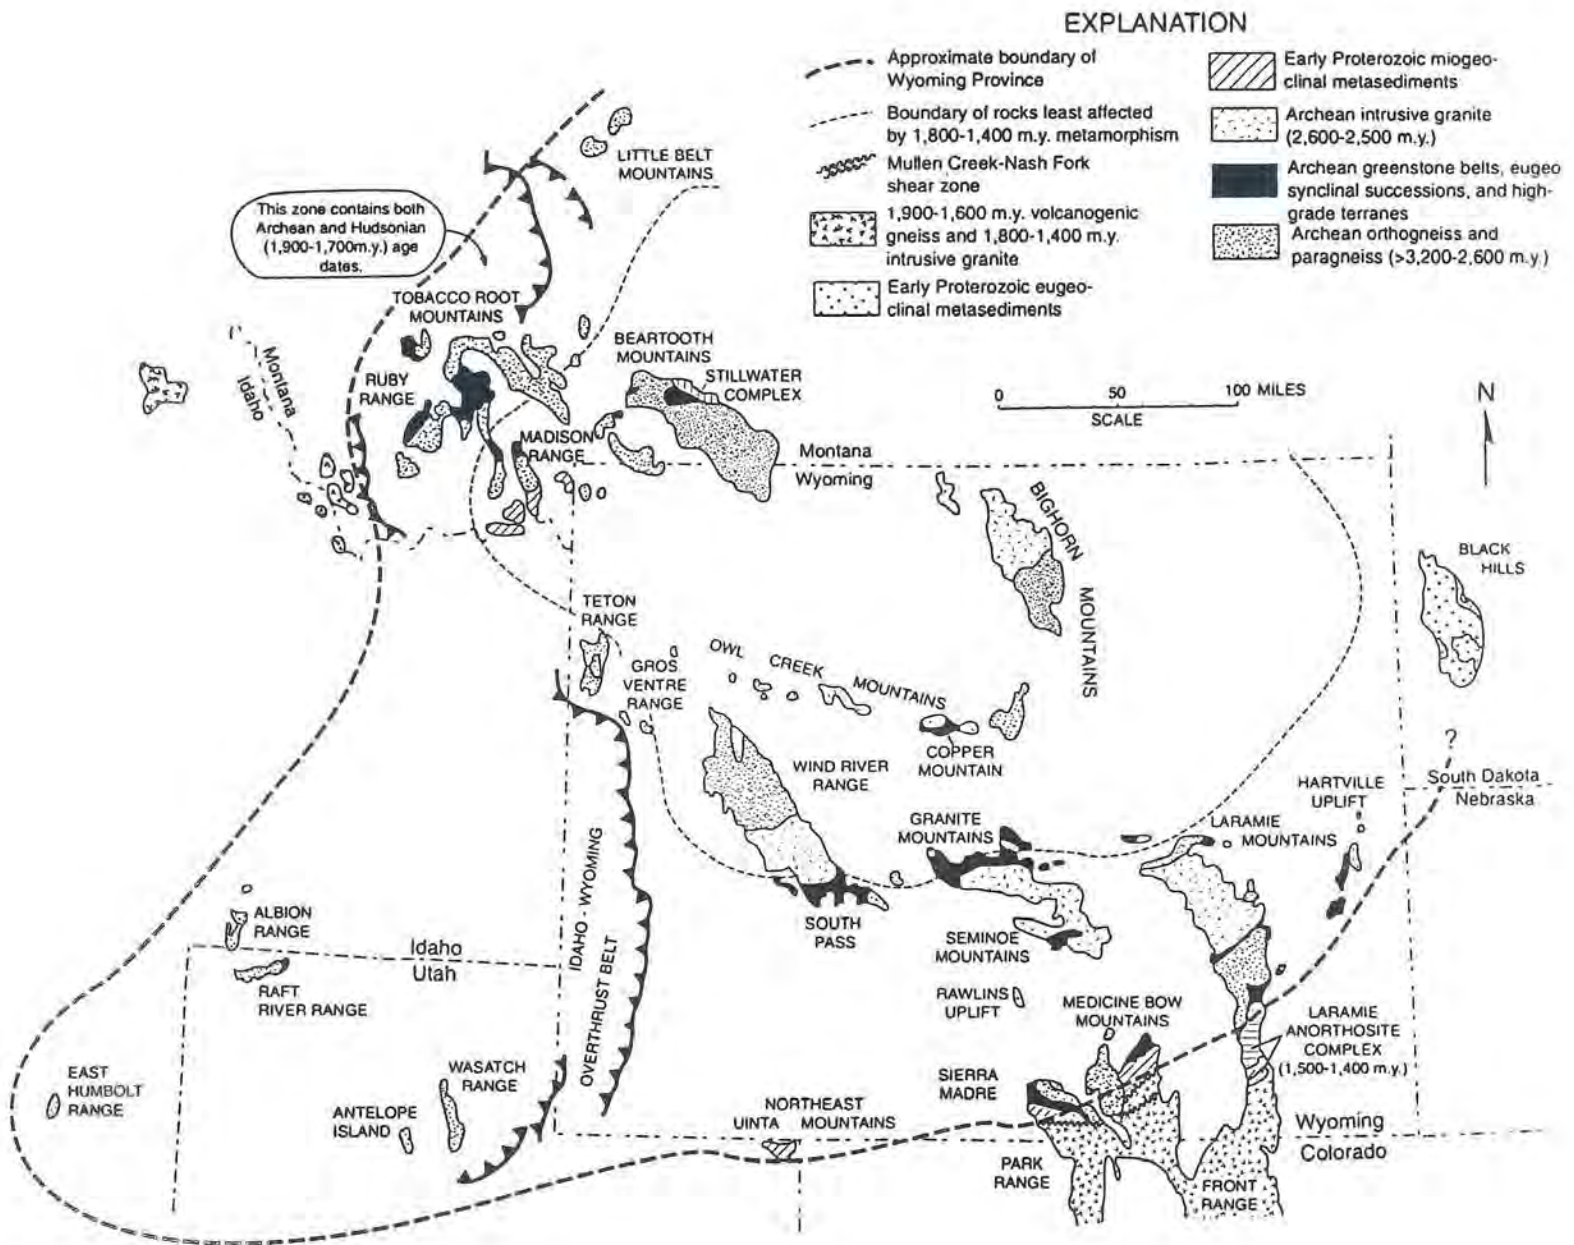 EXPLANATION
Approximate boundary of
Wyoming Province
Boundary of rocks least affected
by 1,800-1,400 m.y. metamorphism
Mullen Creek-Nash Fork
shear zone
1,900-1,600 m.y. volcanogenic
gneiss and 1,800-1,400 m.y.
intrusive granite
Early Proterozoic eugeo-
clinal metasediments
Early Proterozoic miogeo-
clinal metasediments
Archean intrusive granite
(2,600-2,500 m.y.)
Archean greenstone belts, eugeo
synclinal successions, and high-
grade terranes
Archean orthogneiss and
paragneiss (>3,200-2,600 m.y.)
LITTLE BELT
MOUNTAINS
This zone contains both
Archean and Hudsonian
(1,900-1,700m.y.) age
dates.
TOBACCO ROOT
MOUNTAINS
BEARTOOTH
MOUNTAINS
STILLWATER
COMPLEX
Montana
Idaho
RUBY
RANGE
MADISON
RANGE
0 50 100 MILES
SCALE
N
Montana
Wyoming
BIGHORN
MOUNTAINS
BLACK
HILLS
TETON
RANGE
GROS
VENTRE
RANGE
OWL CREEK MOUNTAINS
COPPER
MOUNTAIN
WIND RIVER
RANGE
?
South Dakota
Nebraska
HARTVILLE
UPLIFT
GRANITE
MOUNTAINS
LARAMIE
MOUNTAINS
IDAHO - WYOMING
OVERTHRUST BELT
SOUTH
PASS
SEMINOE
MOUNTAINS
ALBION
RANGE
Idaho
Utah
RAFT
RIVER RANGE
RAWLINS
UPLIFT
MEDICINE BOW
MOUNTAINS
LARAMIE
ANORTHOSITE
COMPLEX
(1,500-1,400 m.y.)
EAST
HUMBOLT
RANGE
WASATCH
RANGE
ANTELOPE
ISLAND
SIERRA
MADRE
NORTHEAST
UINTA MOUNTAINS
Wyoming
Colorado
PARK
RANGE
FRONT
RANGE